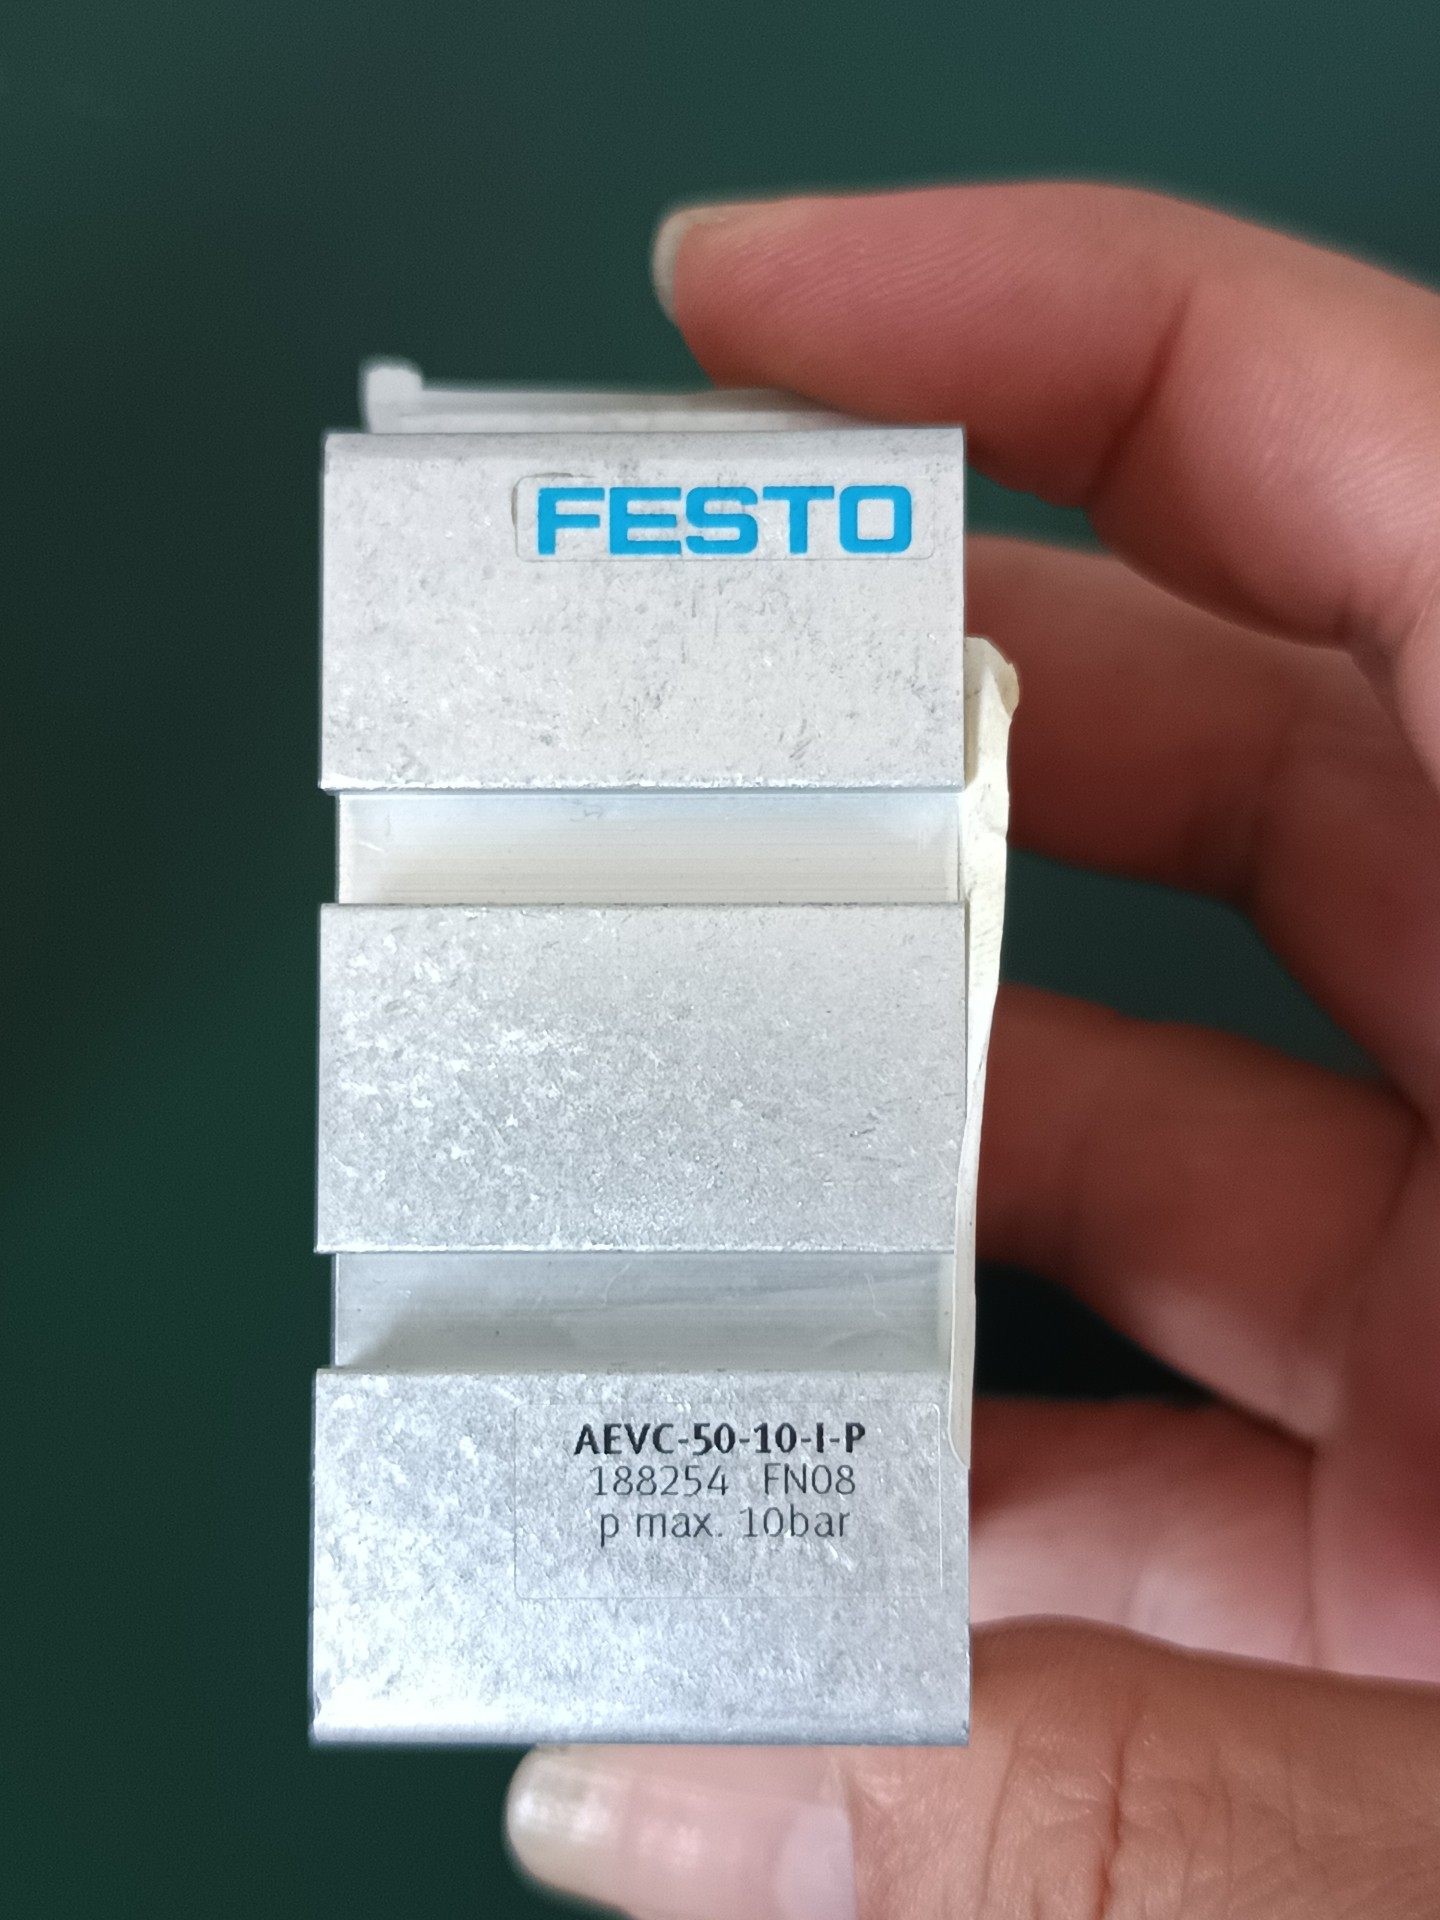 FESTO
AEVC-50-10-I-P
188254 FN08
p max. 10bar